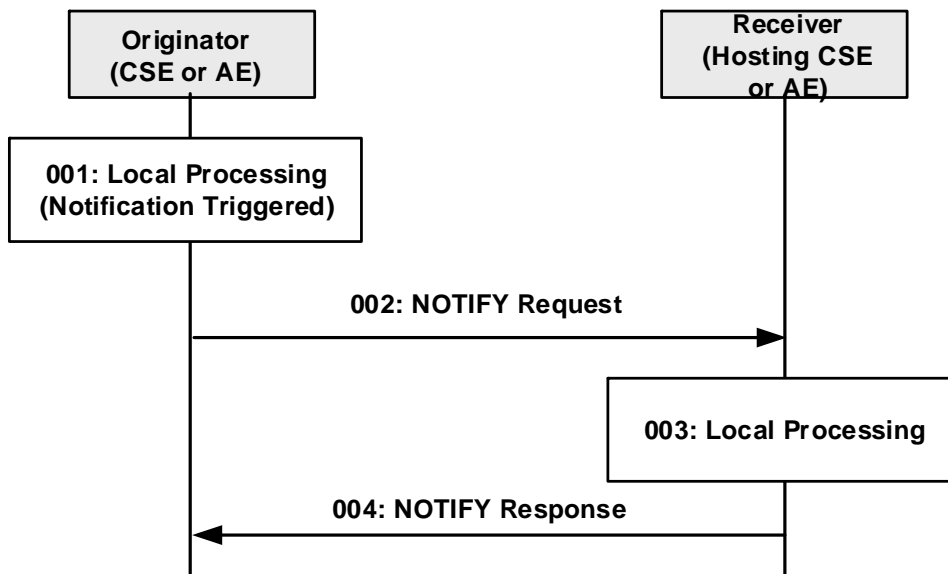 Originator
(CSE or AE)
Receiver
(Hosting CSE
or AE)
001: Local Processing
(Notification Triggered)
002: NOTIFY Request
003: Local Processing
004: NOTIFY Response